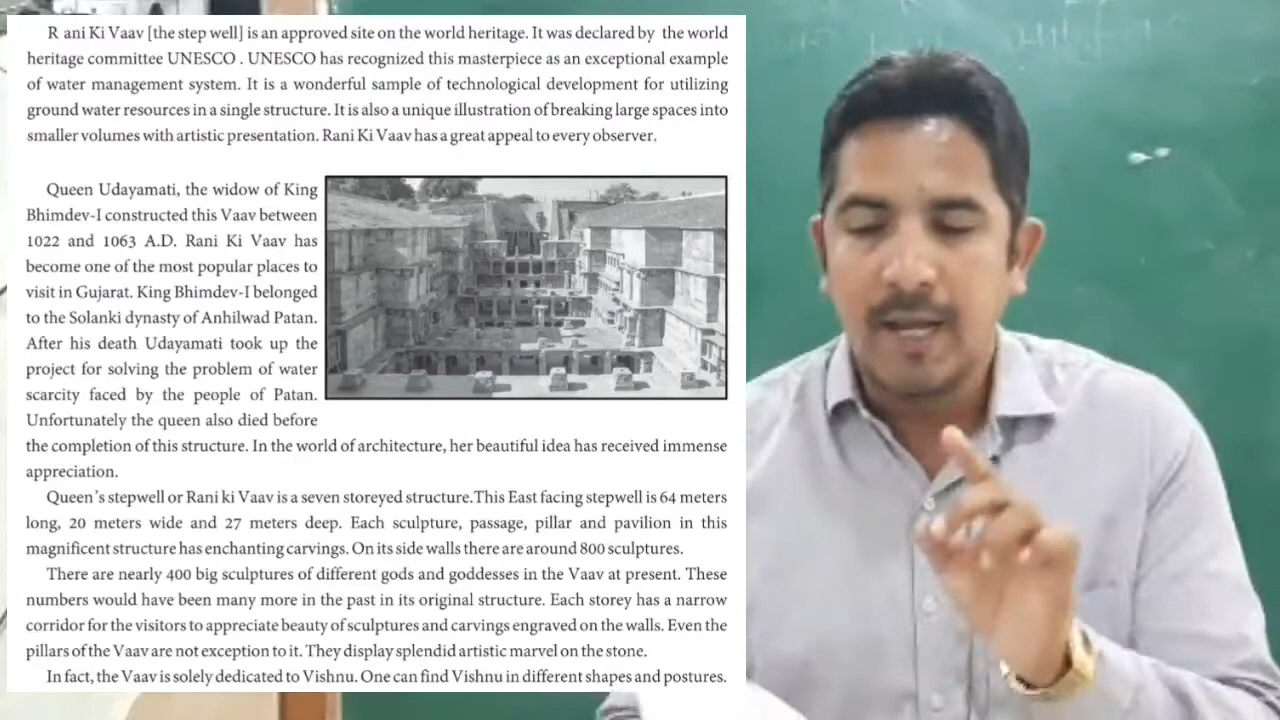 R ani Ki Vaav [the step well] is an approved site on the world heritage. It was declared by the world
heritage committee UNESCO . UNESCO has recognized this masterpiece as an exceptional example
of water management system. It is a wonderful sample of technological development for utilizing
ground water resources in a single structure. It is also a unique illustration of breaking large spaces into
smaller volumes with artistic presentation. Rani Ki Vaav has a great appeal to every observer.
Queen Udayamati, the widow of King
Bhimdev-I constructed this Vaav between
1022 and 1063 A.D. Rani Ki Vaav has
become one of the most popular places to
visit in Gujarat. King Bhimdev-I belonged
to the Solanki dynasty of Anhilwad Patan.
After his death Udayamati took up the
project for solving the problem of water
scarcity faced by the people of Patan.
Unfortunately the queen also died before
the completion of this structure. In the world of architecture, her beautiful idea has received immense
appreciation.
Queen's stepwell or Rani ki Vaav is a seven storeyed structure.This East facing stepwell is 64 meters
long, 20 meters wide and 27 meters deep. Each sculpture, passage, pillar and pavilion in this
magnificent structure has enchanting carvings. On its side walls there are around 800 sculptures.
There are nearly 400 big sculptures of different gods and goddesses in the Vaav at present. These
numbers would have been many more in the past in its original structure. Each storey has a narrow
corridor for the visitors to appreciate beauty of sculptures and carvings engraved on the walls. Even the
pillars of the Vaav are not exception to it. They display splendid artistic marvel on the stone.
In fact, the Vaav is solely dedicated to Vishnu. One can find Vishnu in different shapes and postures.